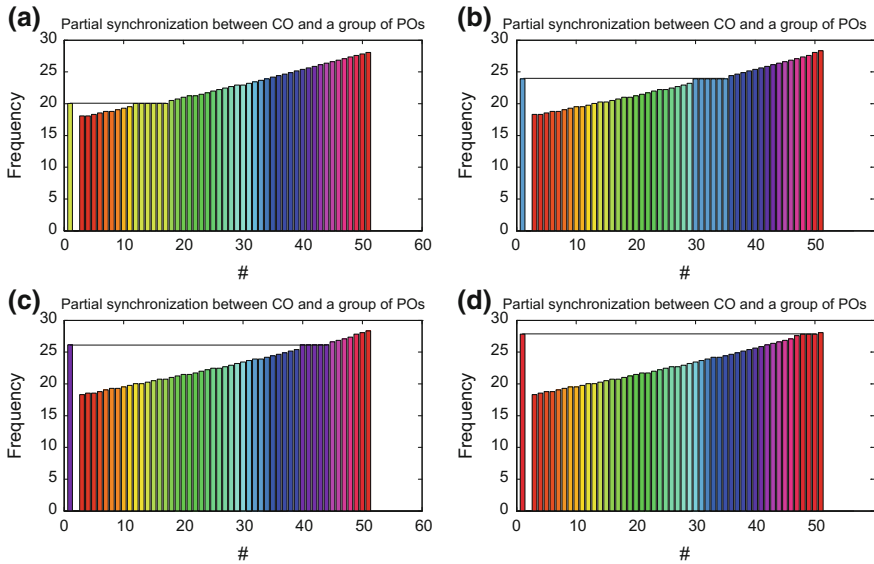 (a) Partial synchronization between CO and a group of POs
30
25
20
15
10
5
0
Frequency
0 10 20 30 40 50 60
#
(b) Partial synchronization between CO and a group of POs
30
25
20
15
10
5
0
Frequency
0 10 20 30 40 50
#
(c) Partial synchronization between CO and a group of POs
30
25
20
15
10
5
0
Frequency
0 10 20 30 40 50 60
#
(d) Partial synchronization between CO and a group of POs
30
25
20
15
10
5
0
Frequency
0 10 20 30 40 50
#